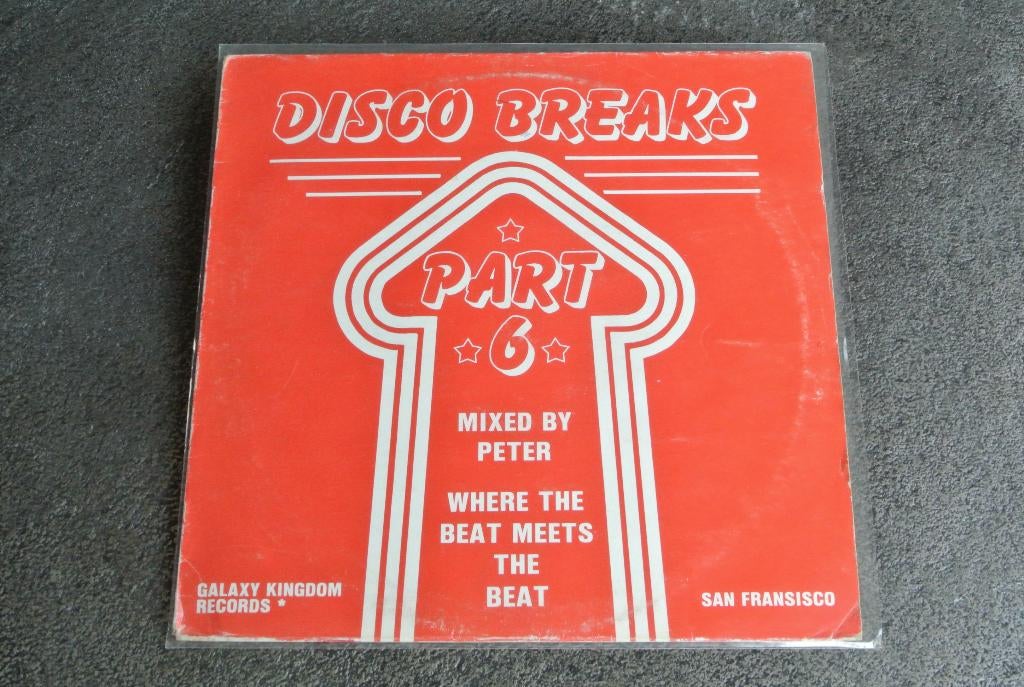 DISCO BREAKS
PART
6
MIXED BY
PETER
WHERE THE
BEAT MEETS
THE
BEAT
GALAXY KINGDOM
RECORDS *
SAN FRANSISCO